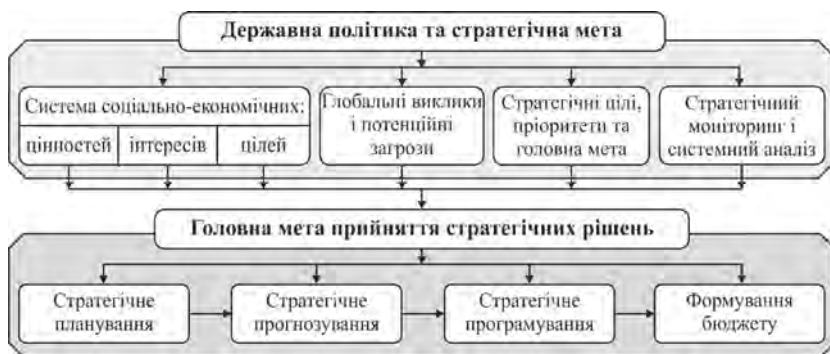 Державна політика та стратегічна мета
Система соціально-економічних:
цінностей
інтересів
цілей
Глобальні виклики
і потенційні
загрози
Стратегічні цілі,
пріоритети та
головна мета
Стратегічний
моніторинг і
системний аналіз
Головна мета прийняття стратегічних рішень
Стратегічне
планування
Стратегічне
прогнозування
Стратегічне
програмування
Формування
бюджету